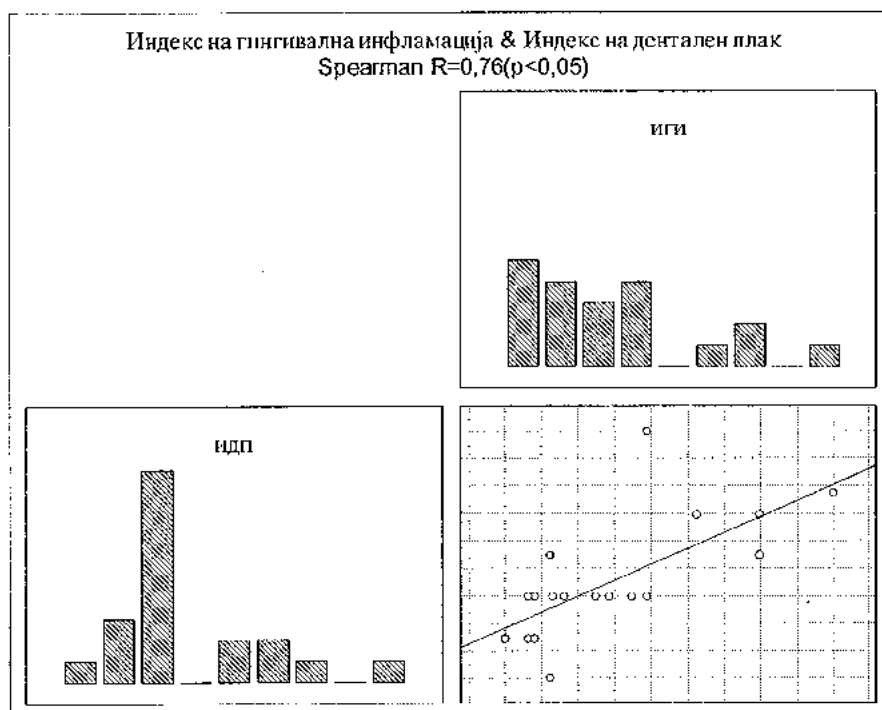 Индекс на гингивална инфламација & Индекс на дентален плак
Spearman R=0,76(p<0,05)
ИГИ
ИДП